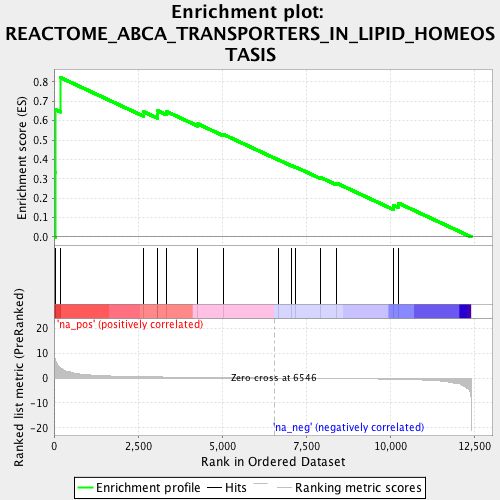 Enrichment plot:
REACTOME_ABCA_TRANSPORTERS_IN_LIPID_HOMEOS
TASIS
Enrichment score (ES)
0.8
0.7
0.6
0.5
0.4
0.3
0.2
0.1
0.0
'na_pos' (positively correlated)
Ranked list metric (PreRanked)
20
10
0
-10
-20
Zero cross at 6546
'na_neg' (negatively correlated)
0
2,500
5,000
7,500
10,000
12,500
Rank in Ordered Dataset
Enrichment profile
Hits
Ranking metric scores